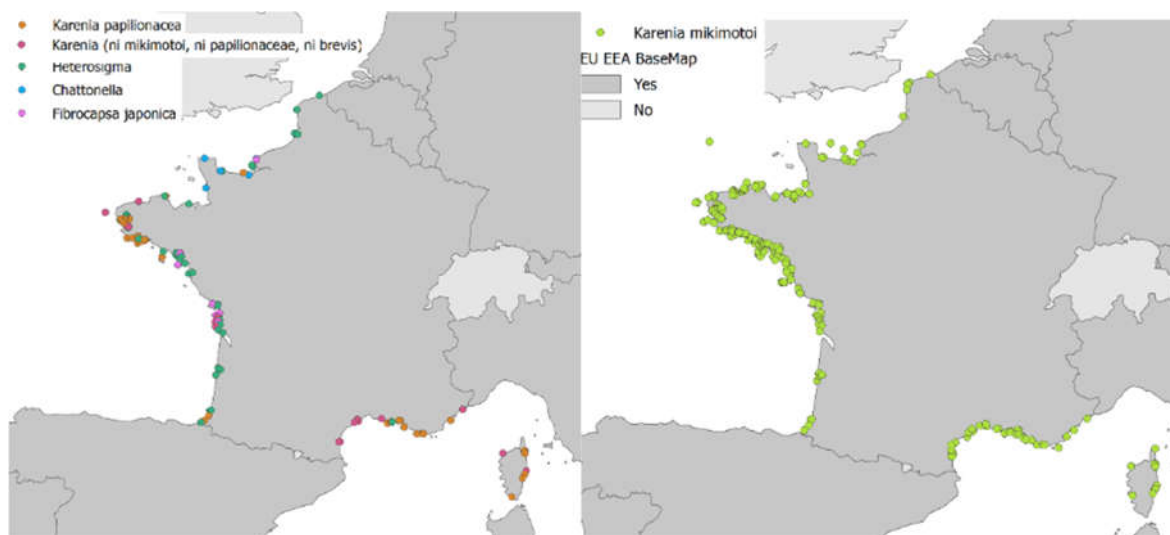 Karenia papilionacea
Karenia (ni mikimotoi, ni papilionaceae, ni brevis)
Heterosigma
Chattonella
Fibrocapsa japonica
Karenia mikimotoi
EU EEA BaseMap
Yes
No